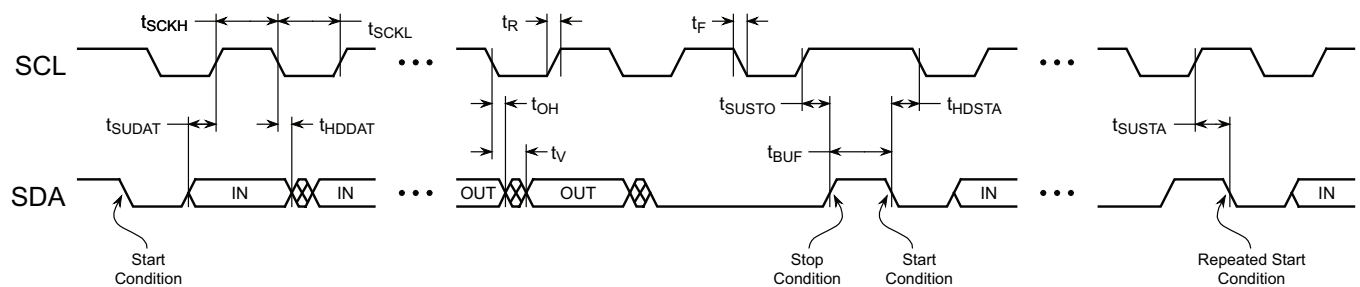 tSCKH
tSCKL
tR
tF
SCL
• • •
• • •
tSUDAT
tHDDAT
tOH
tV
tSUSTO
tHDSTA
tBUF
tSUSTA
SDA
IN
IN
• • •
OUT
OUT
IN
• • •
IN
Start
Condition
Stop
Condition
Start
Condition
Repeated Start
Condition